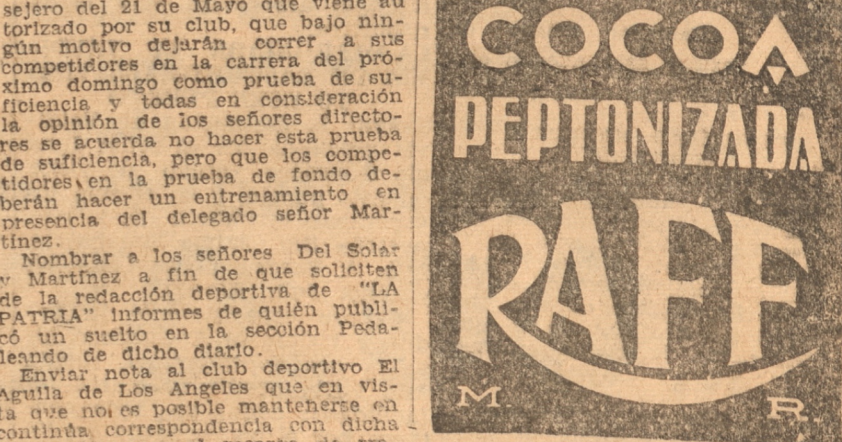 sejero del 21 de Mayo que viene au
torizado por su club, que bajo nin-
gún motivo dejarán correr a sus
competidores en la carrera del pró-
ximo domingo como prueba de su-
ficiencia y todas en consideración
la opinión de los señores directo-
res se acuerda no hacer esta prueba
de suficiencia, pero que los compe-
tidores en la prueba de fondo de-
berán hacer un entrenamiento en
presencia del delegado señor Mar-
tínez.
Nombrar a los señores Del Solar
y Martínez a fin de que soliciten
de la redacción deportiva de "LA
PATRIA" informes de quién publi-
có un suelto en la sección Peda-
leando de dicho diario.
Enviar nota al club deportivo El
Aguila de Los Angeles que en vis-
ta que no es posible mantenerse en
continúa correspondencia con dicha
COCOA
PEPTONIZADA
RAFF
M. R.